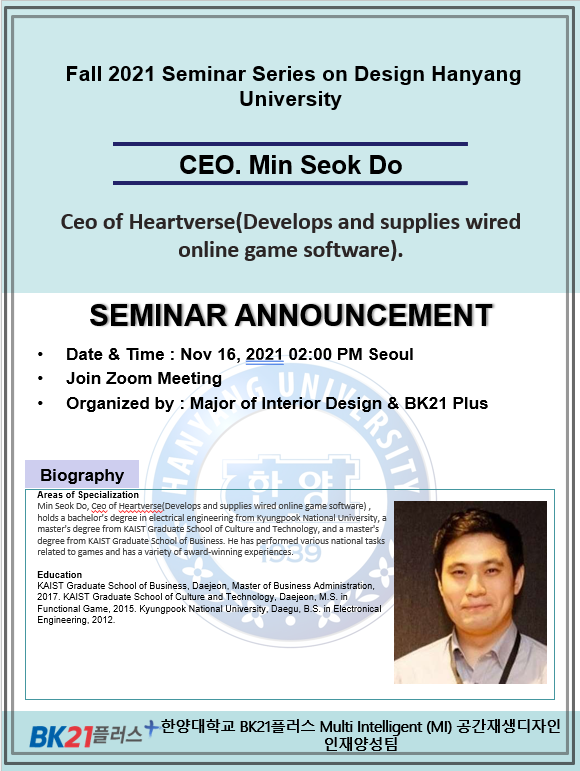 Fall 2021 Seminar Series on Design Hanyang
University
CEO. Min Seok Do
Ceo of Heartverse(Develops and supplies wired
online game software).
SEMINAR ANNOUNCEMENT
• Date & Time : Nov 16, 2021 02:00 PM Seoul
• Join Zoom Meeting
• Organized by : Major of Interior Design & BK21 Plus
HANYANG UNIVERSITY
한양
1939
Biography
Areas of Specialization
Min Seok Do, Ceo of Heartverse(Develops and supplies wired online game software) ,
holds a bachelor's degree in electrical engineering from Kyungpook National University, a
master's degree from KAIST Graduate School of Culture and Technology, and a master's
degree from KAIST Graduate School of Business. He has performed various national tasks
related to games and has a variety of award-winning experiences.
Education
KAIST Graduate School of Business, Daejeon, Master of Business Administration,
2017. KAIST Graduate School of Culture and Technology, Daejeon, M.S. in
Functional Game, 2015. Kyungpook National University, Daegu, B.S. in Electronical
Engineering, 2012.
BK21플러스+
한양대학교 BK21플러스 Multi Intelligent (MI) 공간재생디자인
인재양성팀